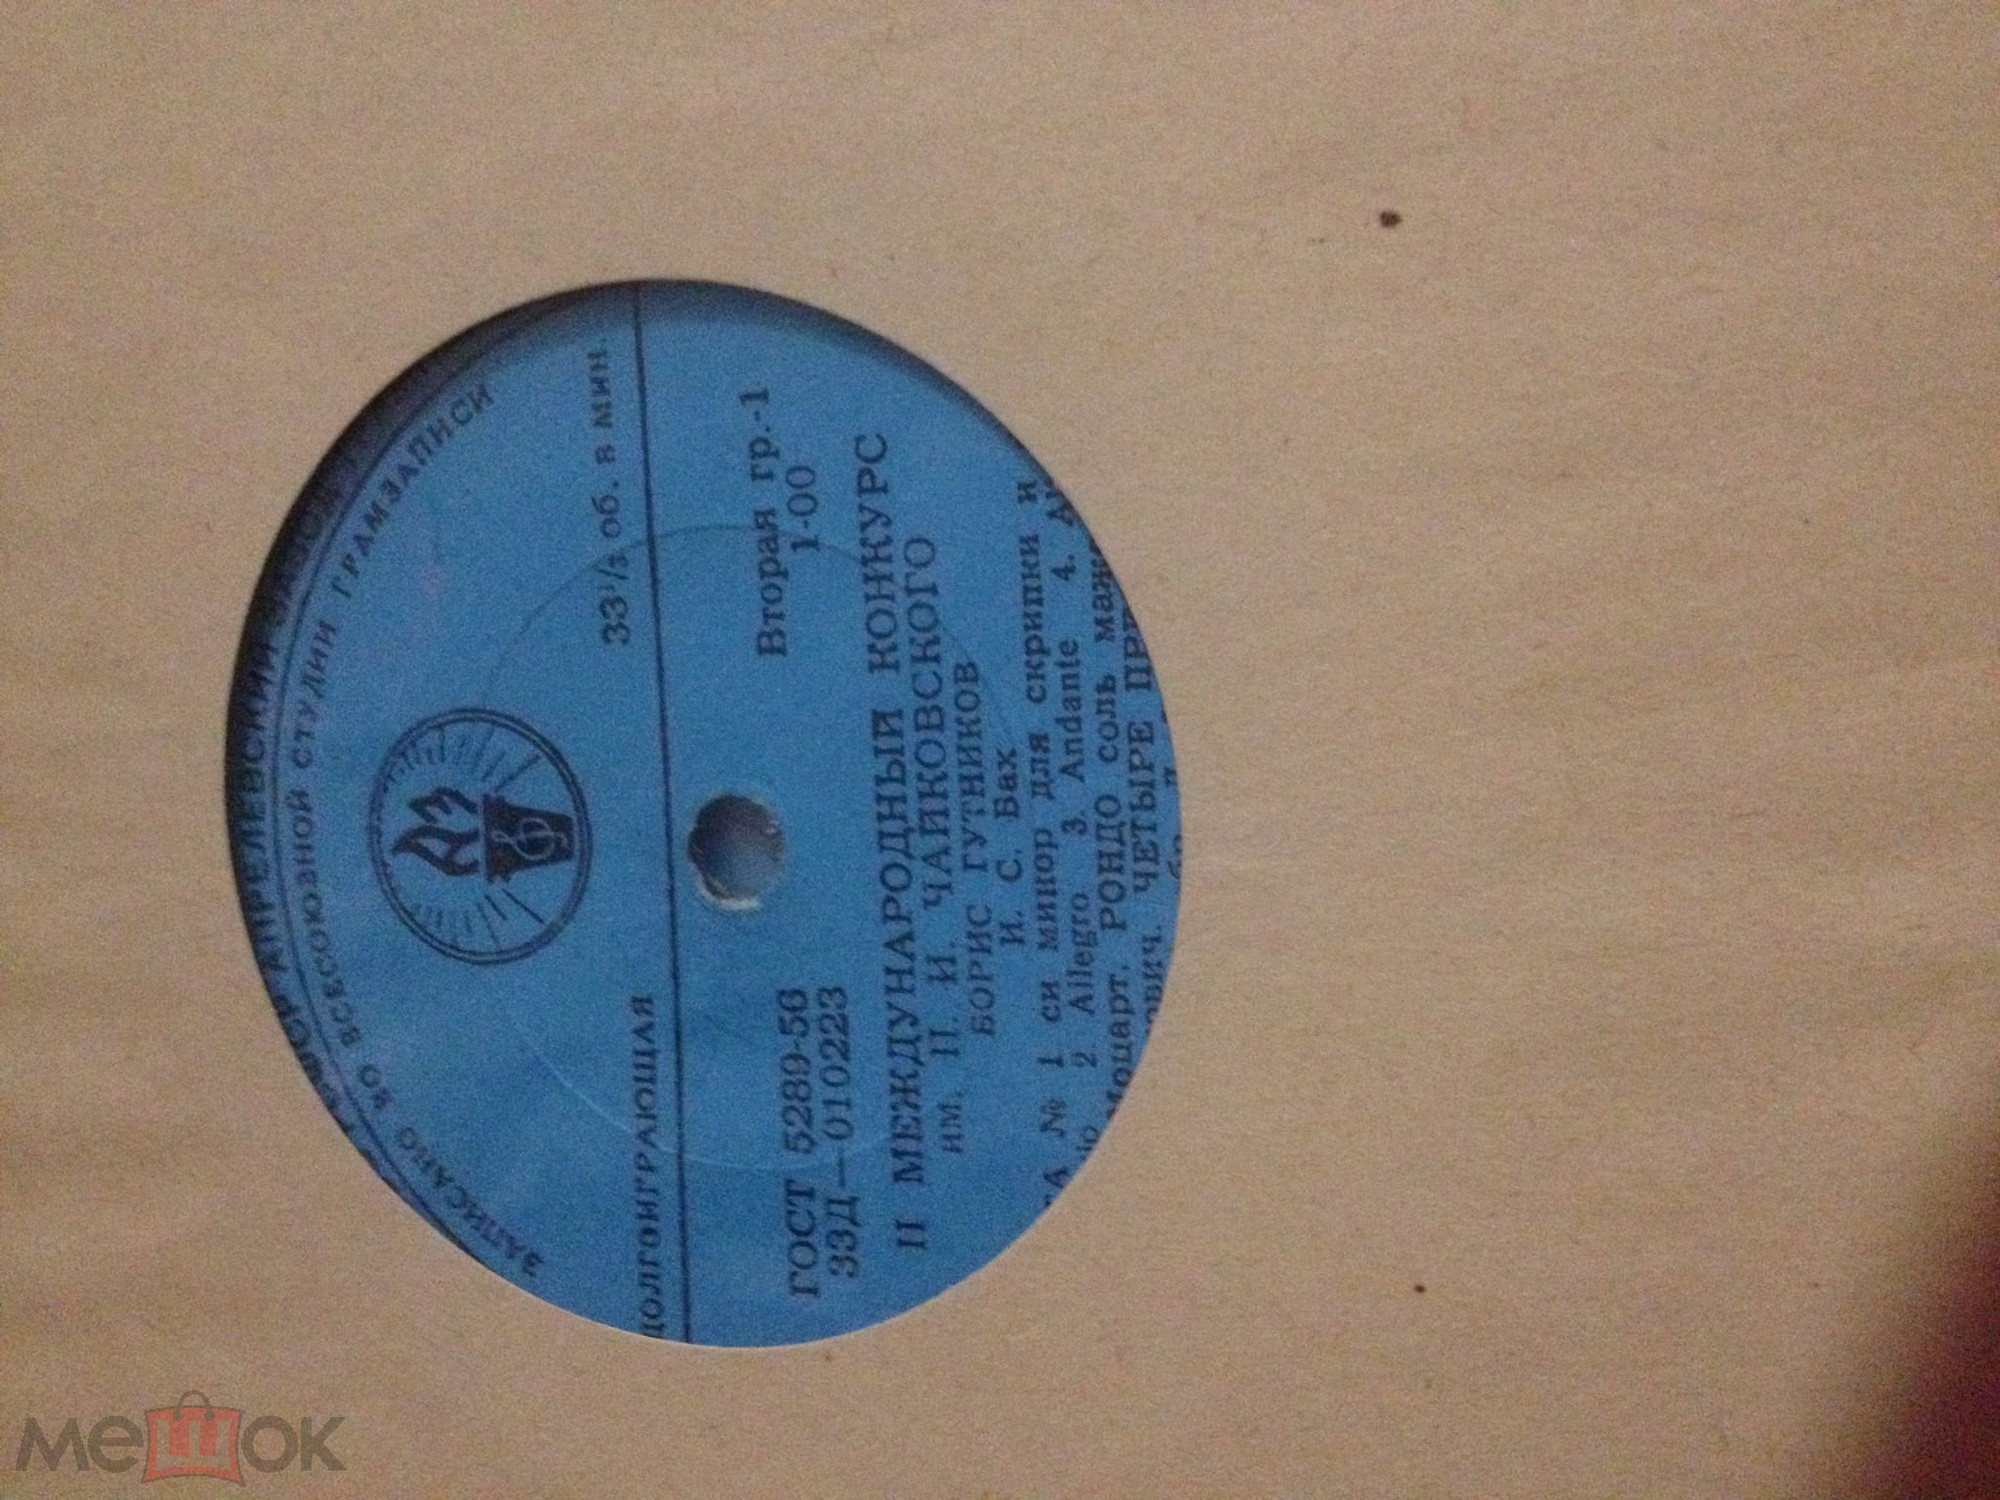 АПРЕЛЕВСКИЙ ЗАВОД
ЗАПИСАНО ВО ВСЕСОЮЗНОЙ СТУДИИ ГРАМЗАПИСИ
ДОЛГОИГРАЮЩАЯ 33⅓ об. в мин.
ГОСТ 5289-56 Вторая гр.-1
33Д—010223 1-00
II МЕЖДУНАРОДНЫЙ КОНКУРС
ИМ. П. И. ЧАЙКОВСКОГО
БОРИС ГУТНИКОВ
И. С. Бах
№ 1 си минор для скрипки и
2. Allegro 3. Andante 4.
Моцарт. РОНДО соль
ЧЕТЫРЕ
мешок